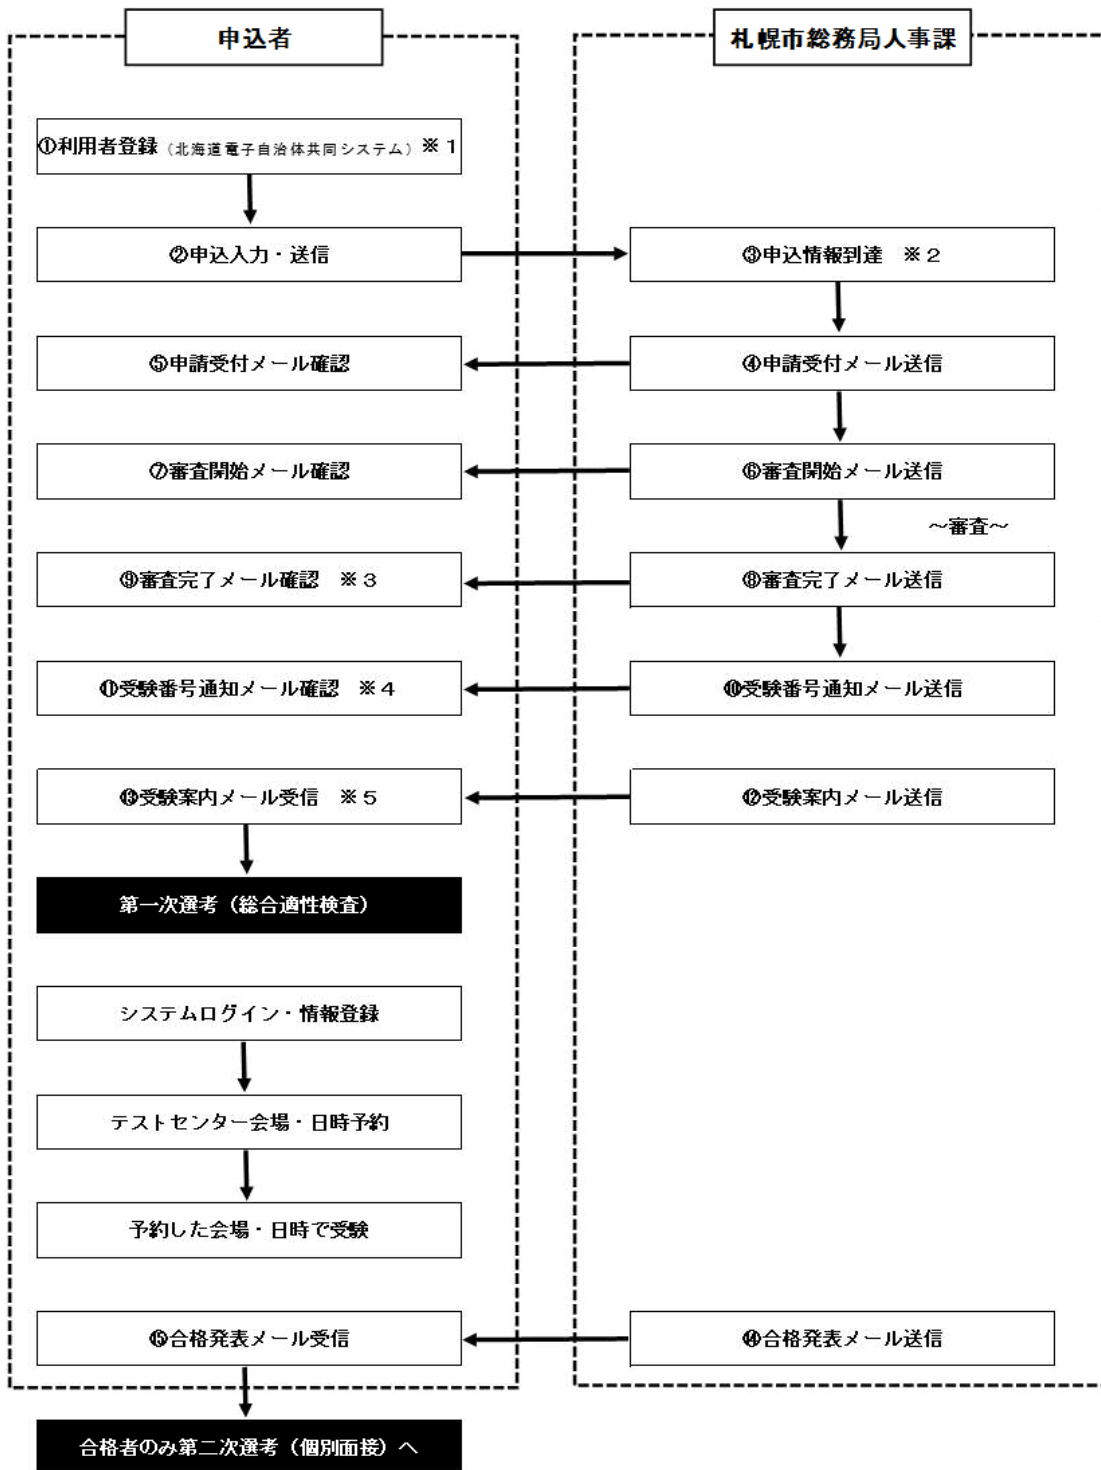 申込者
札幌市総務局人事課
①利用者登録（北海道電子自治体共同システム）※１
②申込入力・送信
③申込情報到達　※２
⑤申請受付メール確認
④申請受付メール送信
⑦審査開始メール確認
⑥審査開始メール送信
～審査～
⑨審査完了メール確認　※３
⑧審査完了メール送信
⑪受験番号通知メール確認　※４
⑩受験番号通知メール送信
⑬受験案内メール受信　※５
⑫受験案内メール送信
第一次選考（総合適性検査）
システムログイン・情報登録
テストセンター会場・日時予約
予約した会場・日時で受験
⑮合格発表メール受信
⑭合格発表メール送信
合格者のみ第二次選考（個別面接）へ